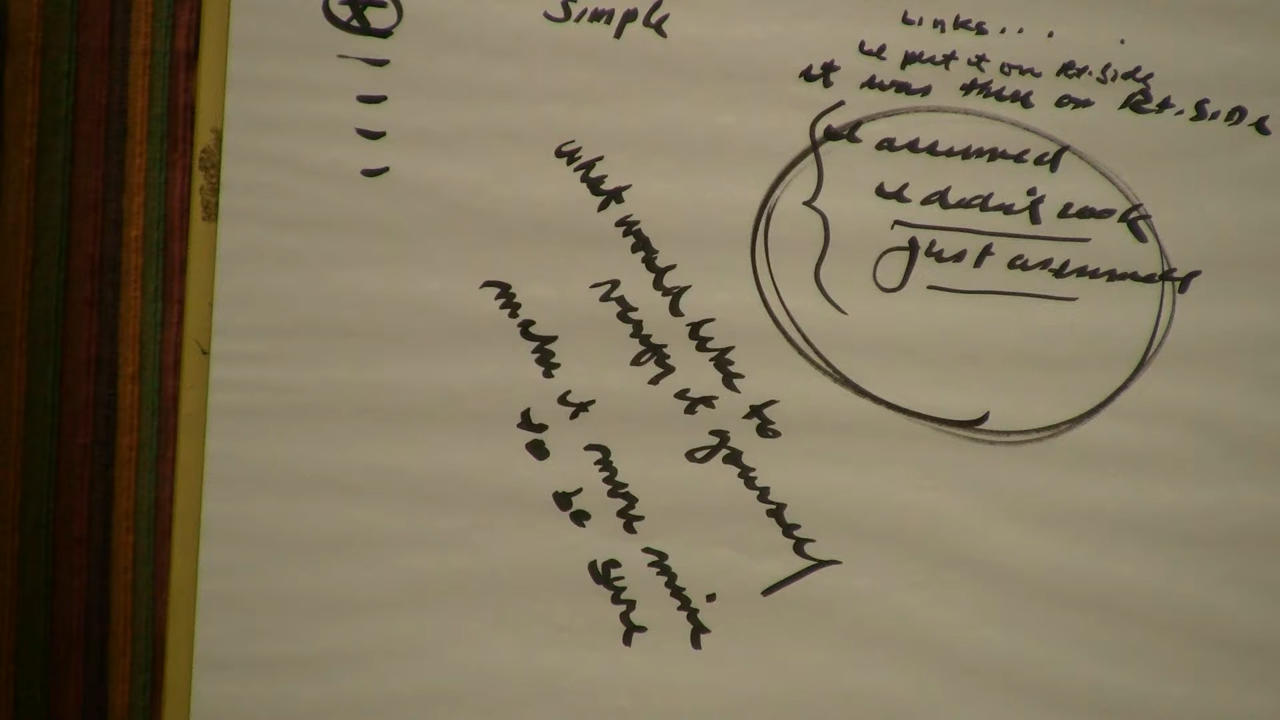 Simple
Links...
we put it on Rt. Side
it was there on Rt. SIDE
we assumed
we didn't look
just assumed
what would like to
verify it yourself
make it more mine
to be sure